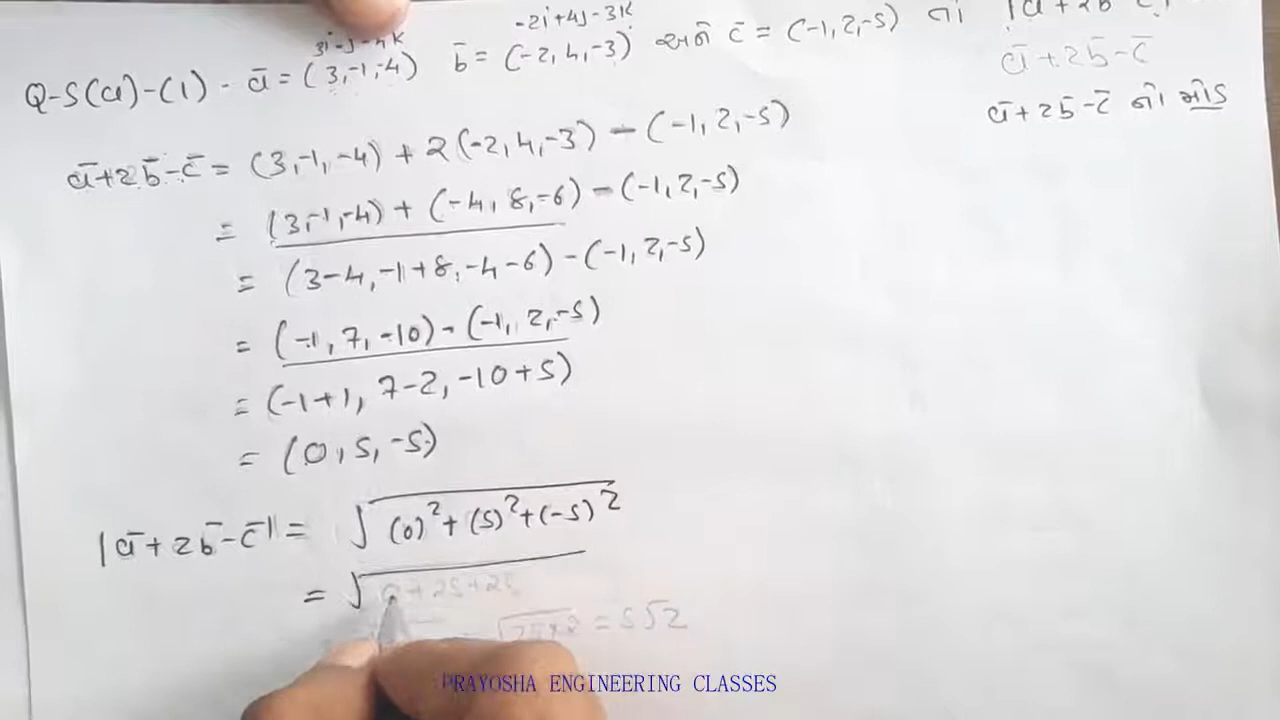 3i-j-4k -2i+4j-3k
Q-5(a)-(1) - ā = (3,-1,-4) b̄ = (-2,4,-3) અને c̄ = (-1,2,-5) તો |ā+2b̄
ā+2b̄-c̄
ā+2b̄-c̄ નો મોડ
ā+2b̄-c̄ = (3,-1,-4) + 2(-2,4,-3) - (-1,2,-5)
= (3,-1,-4) + (-4,8,-6) - (-1,2,-5)
= (3-4,-1+8,-4-6) - (-1,2,-5)
= (-1,7,-10) - (-1,2,-5)
= (-1+1, 7-2, -10+5)
= (0,5,-5)
|ā+2b̄-c̄| = √(0)²+(5)²+(-5)²
= √0+25+25
√25×2 = 5√2
PRAYOSHA ENGINEERING CLASSES